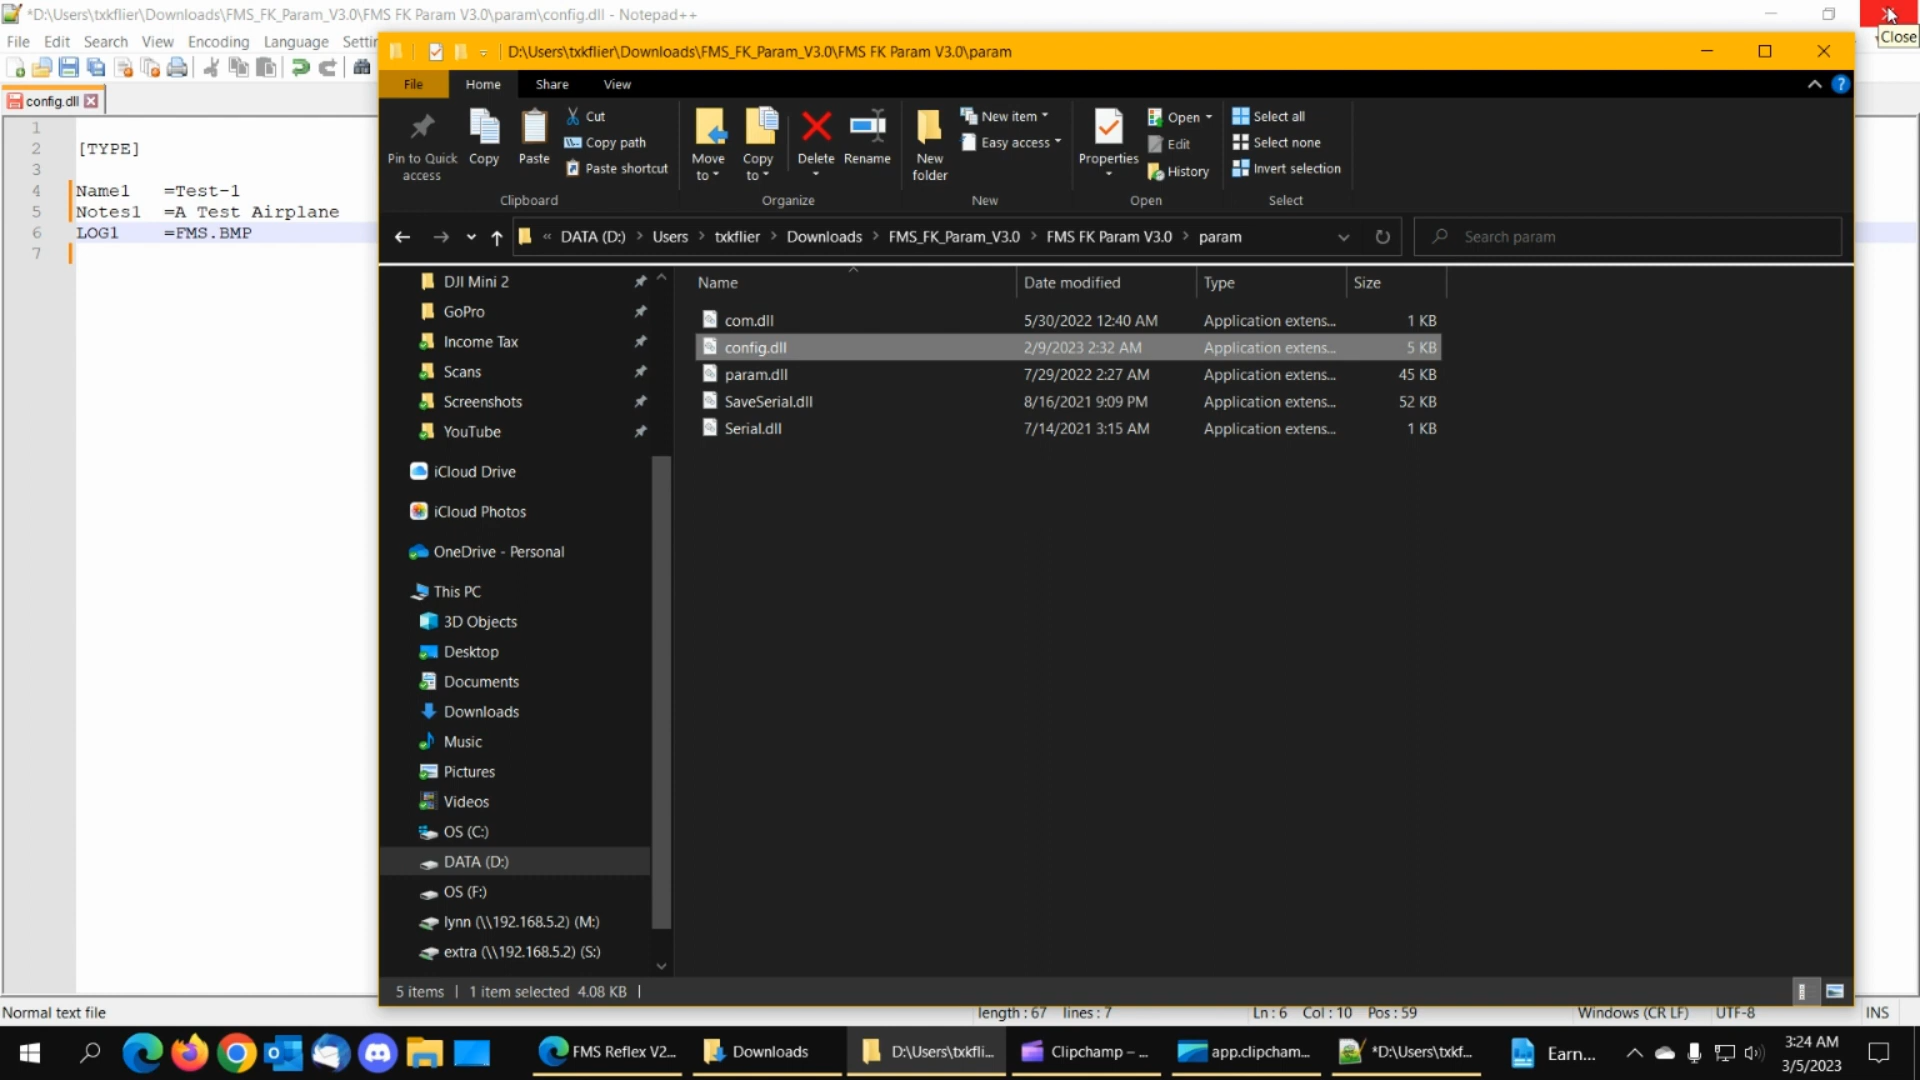 *D:\Users\txkflier\Downloads\FMS_FK_Param_V3.0\FMS FK Param V3.0\param\config.dll - Notepad++
Close
File Edit Search View Encoding Language
config.dll
1
2 [TYPE]
3
4 Name1 =Test-1
5 Notes1 =A Test Airplane
6 LOG1 =FMS.BMP
7
D:\Users\txkflier\Downloads\FMS_FK_Param_V3.0\FMS FK Param V3.0\param
File Home Share View
Pin to Quick access
Copy
Paste
Cut
Copy path
Paste shortcut
Clipboard
Move to
Copy to
Delete
Rename
Organize
New folder
New item
Easy access
New
Properties
Open
Edit
History
Open
Select all
Select none
Invert selection
Select
« DATA (D:) > Users > txkflier > Downloads > FMS_FK_Param_V3.0 > FMS FK Param V3.0 > param
Search param
DJI Mini 2
GoPro
Income Tax
Scans
Screenshots
YouTube
iCloud Drive
iCloud Photos
OneDrive - Personal
This PC
3D Objects
Desktop
Documents
Downloads
Music
Pictures
Videos
OS (C:)
DATA (D:)
OS (F:)
lynn (\\192.168.5.2) (M:)
extra (\\192.168.5.2) (S:)
Name Date modified Type Size
com.dll 5/30/2022 12:40 AM Application extens... 1 KB
config.dll 2/9/2023 2:32 AM Application extens... 5 KB
param.dll 7/29/2022 2:27 AM Application extens... 45 KB
SaveSerial.dll 8/16/2021 9:09 PM Application extens... 52 KB
Serial.dll 7/14/2021 3:15 AM Application extens... 1 KB
5 items | 1 item selected 4.08 KB |
Normal text file length : 67 lines : 7 Ln : 6 Col : 10 Pos : 59 Windows (CR LF) UTF-8 INS
FMS Reflex V2... Downloads D:\Users\txkfli... Clipchamp – ... app.clipcham... *D:\Users\txkf... Earn...
3:24 AM
3/5/2023